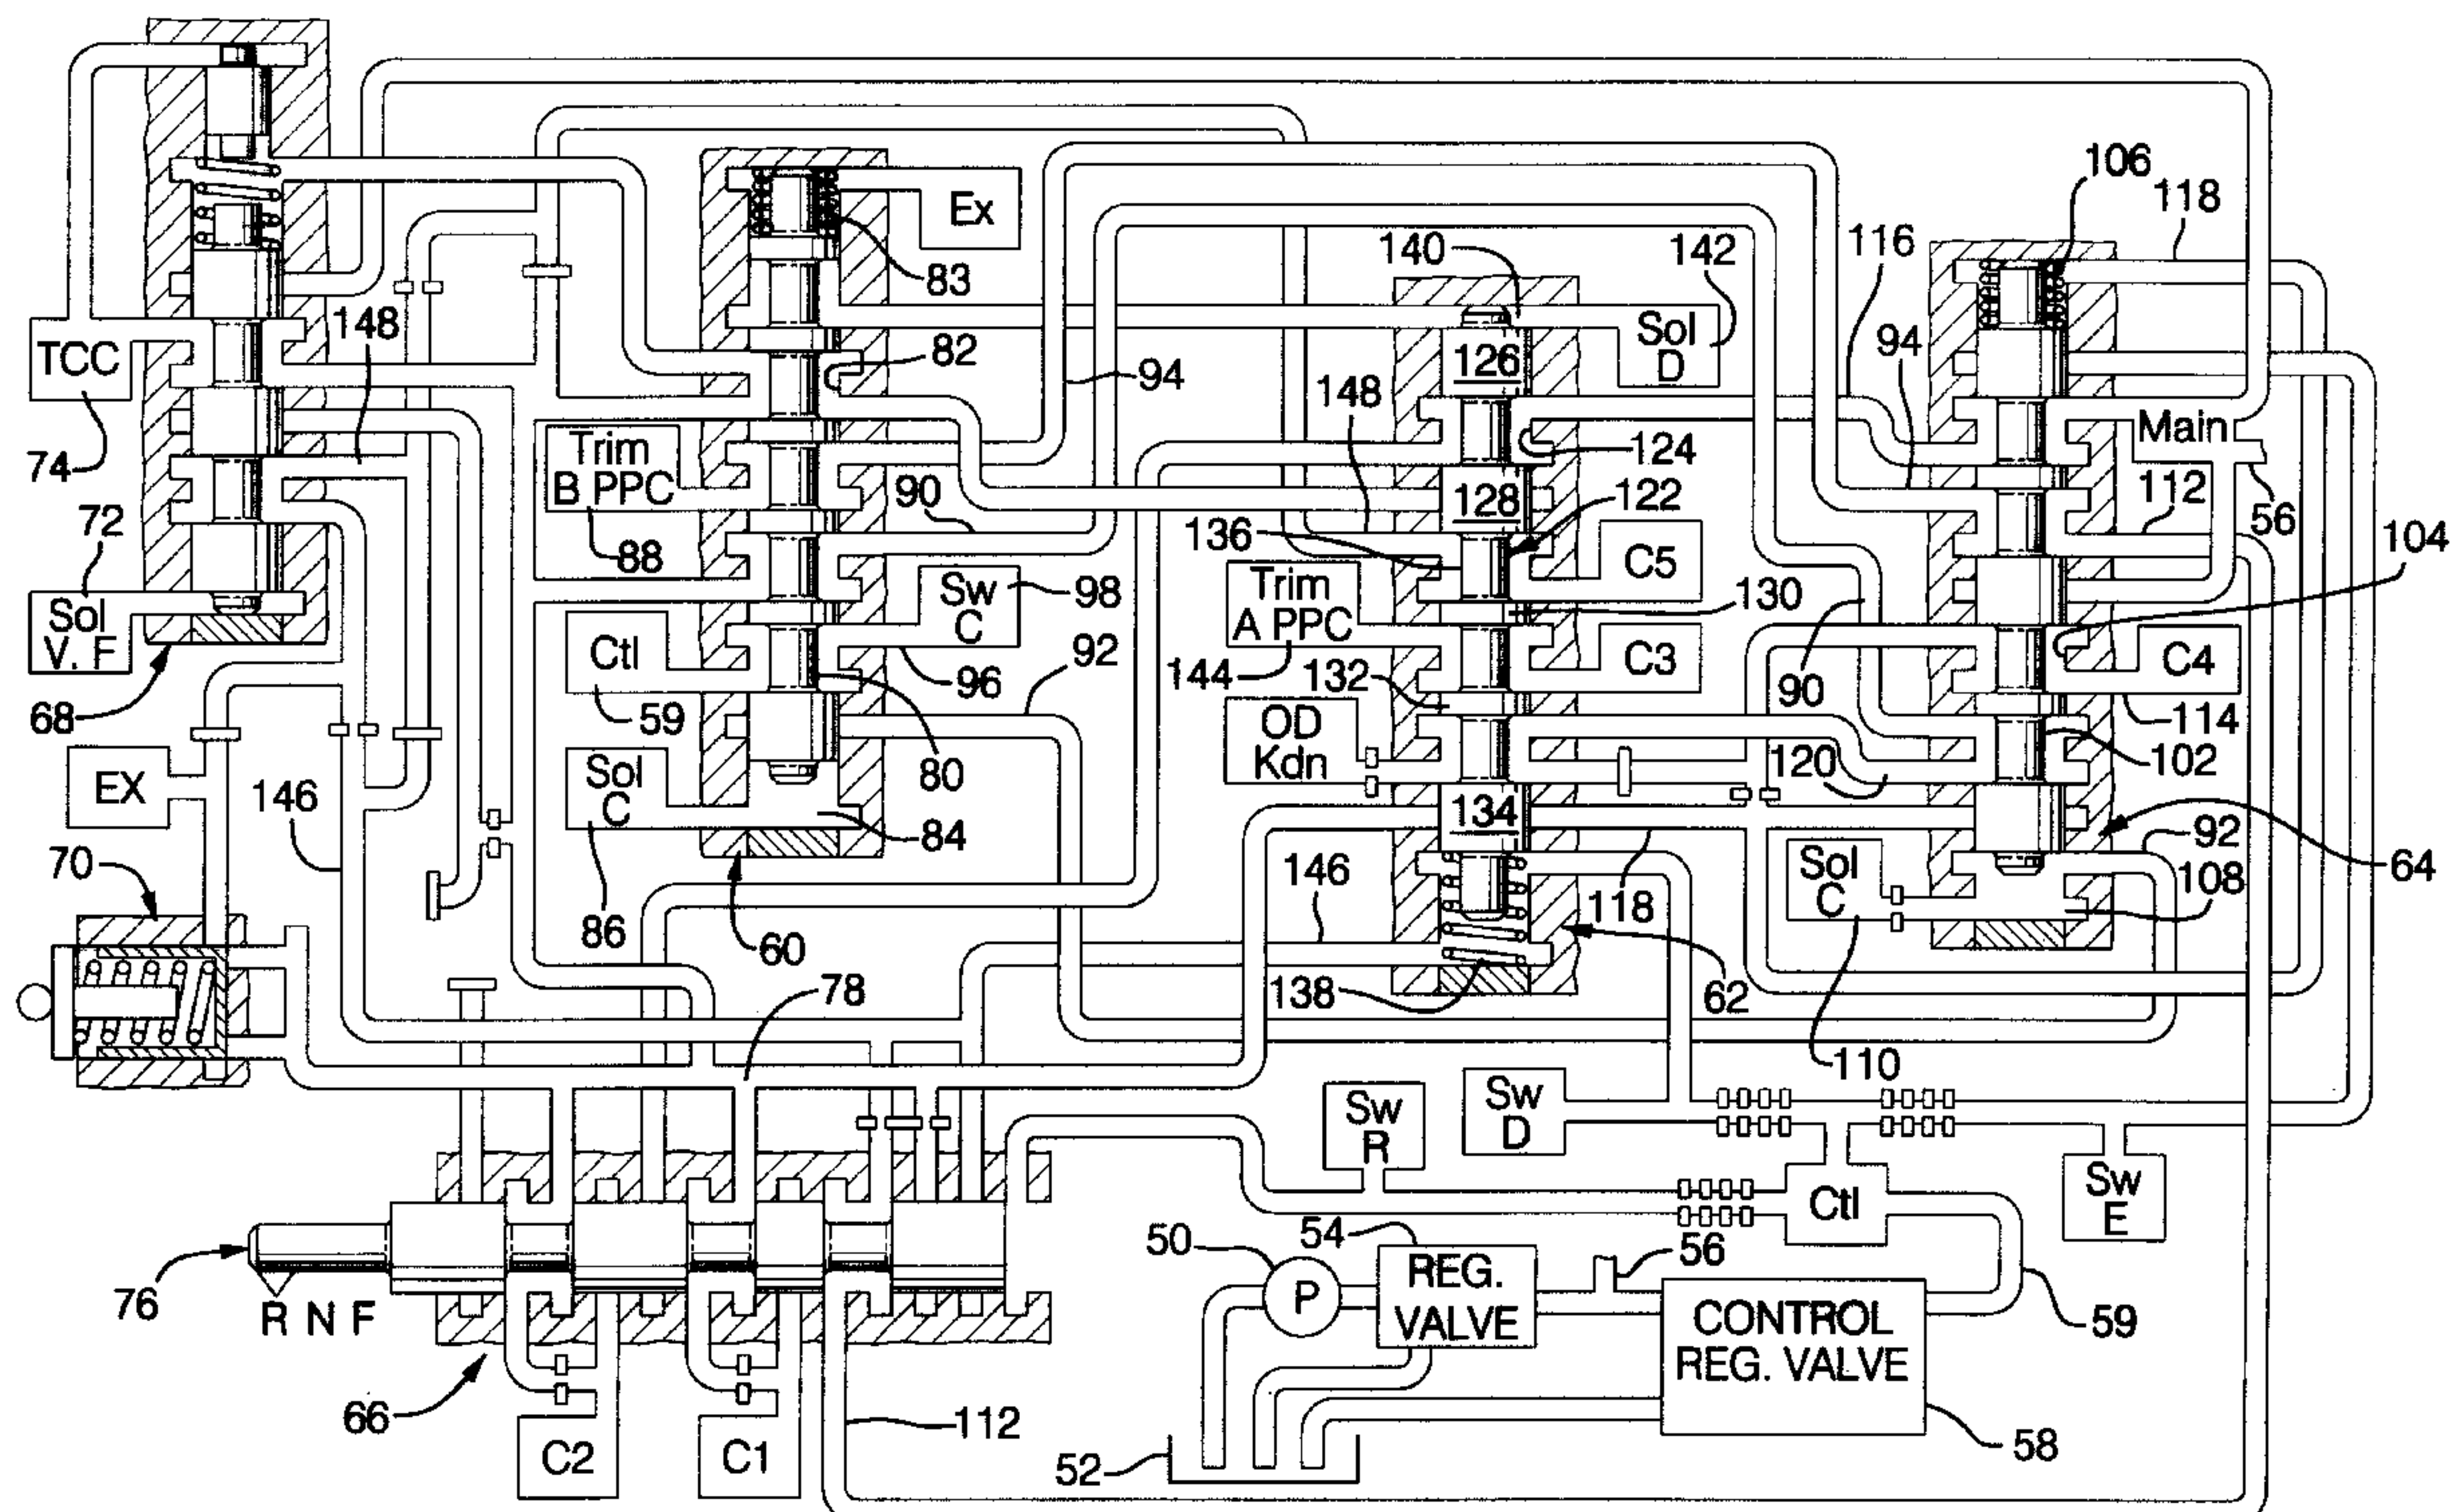 106
118
Ex
140
142
116
83
148
TCC
Sol
D
126
82
94
94
148
Main
74
Trim
B PPC
124
128
112
56
90
122
72
136
104
88
C5
Sw
C
98
Trim
A PPC
130
Sol
V. F
Ctl
92
C3
C4
96
144
132
90
68
59
OD
Kdn
114
EX
Sol
C
80
120
102
146
134
92
84
Sol
C
64
70
146
108
86
60
118
138
62
78
110
Sw
R
Sw
D
Ctl
Sw
E
50
54
56
P
REG.
VALVE
76
R N F
CONTROL
REG. VALVE
59
66
112
C2
C1
52
58